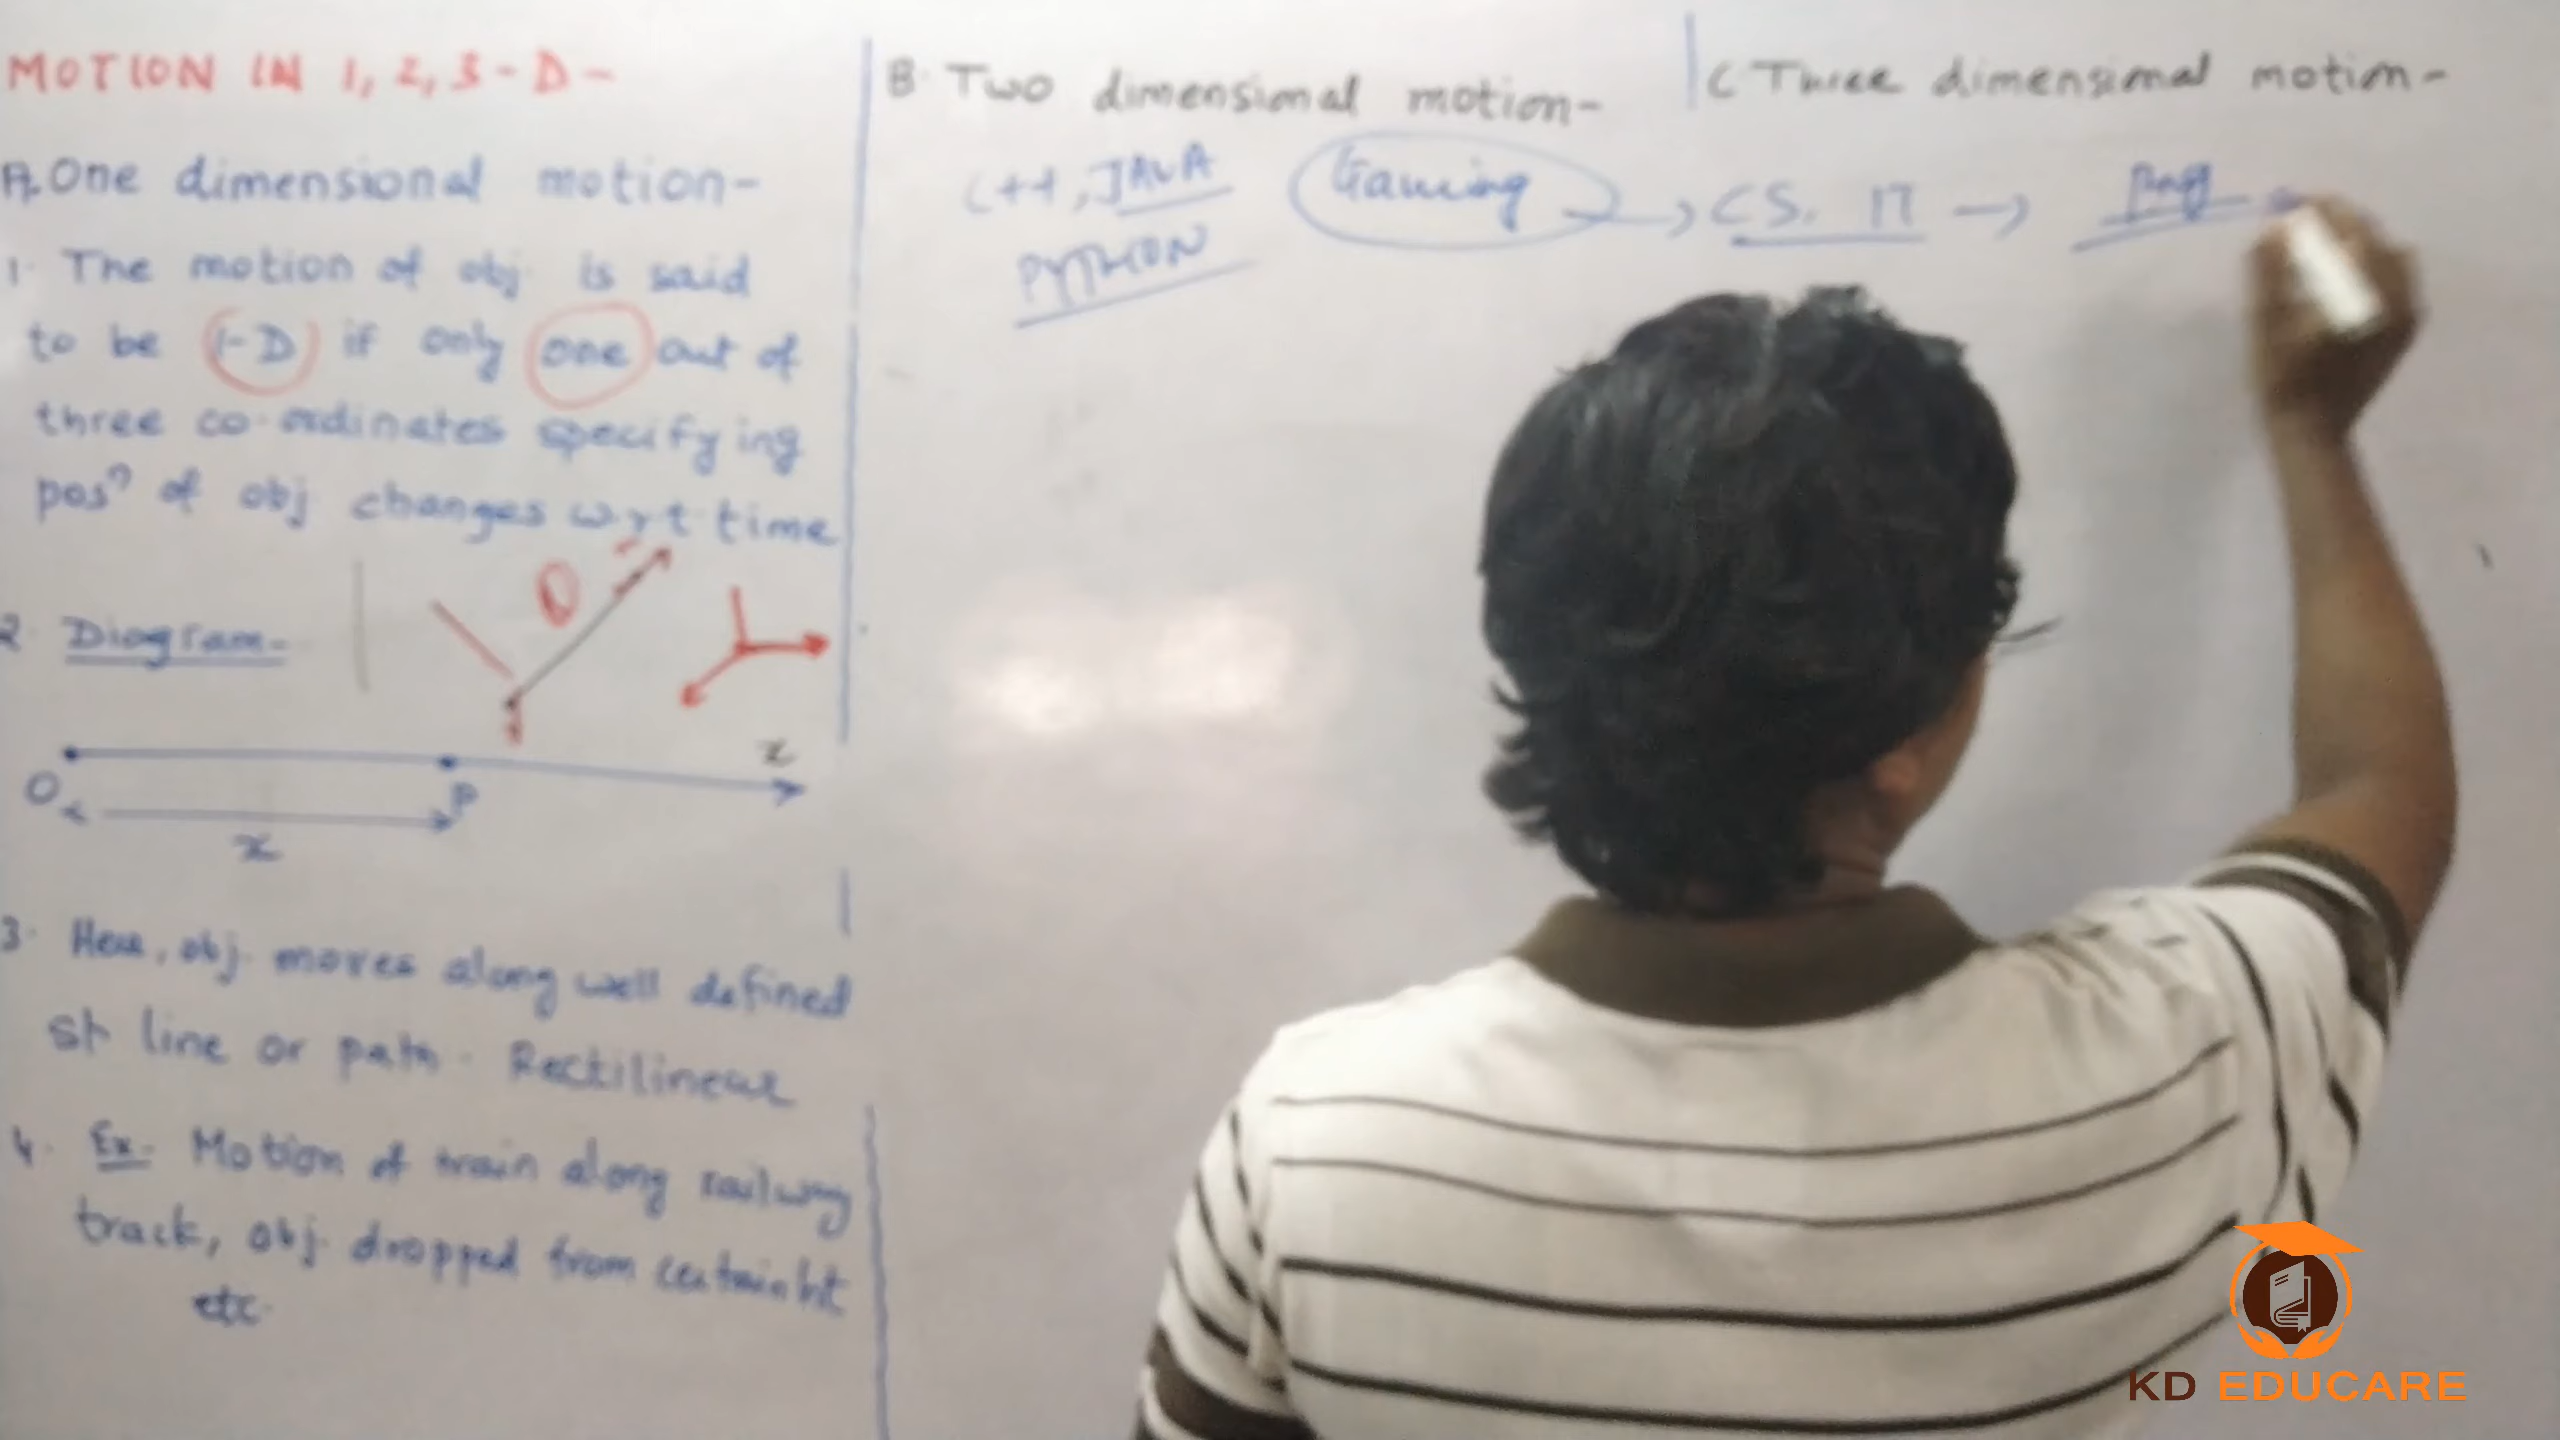 MOTION IN 1, 2, 3 - D -
A. One dimensional motion-
1. The motion of obj is said
to be 1-D if only one out of
three co-ordinates specifying
posn of obj changes wrt time
2. Diagram-
x
O
P
x
3. Here, obj. moves along well defined
st line or path. Rectilinear
4. Ex. Motion of train along railway
track, obj. dropped from certain ht
etc.
B. Two dimensional motion-
C++, JAVA
PYTHON
Gaming → CS. IT →
C Three dimensional motion-
KD EDUCARE